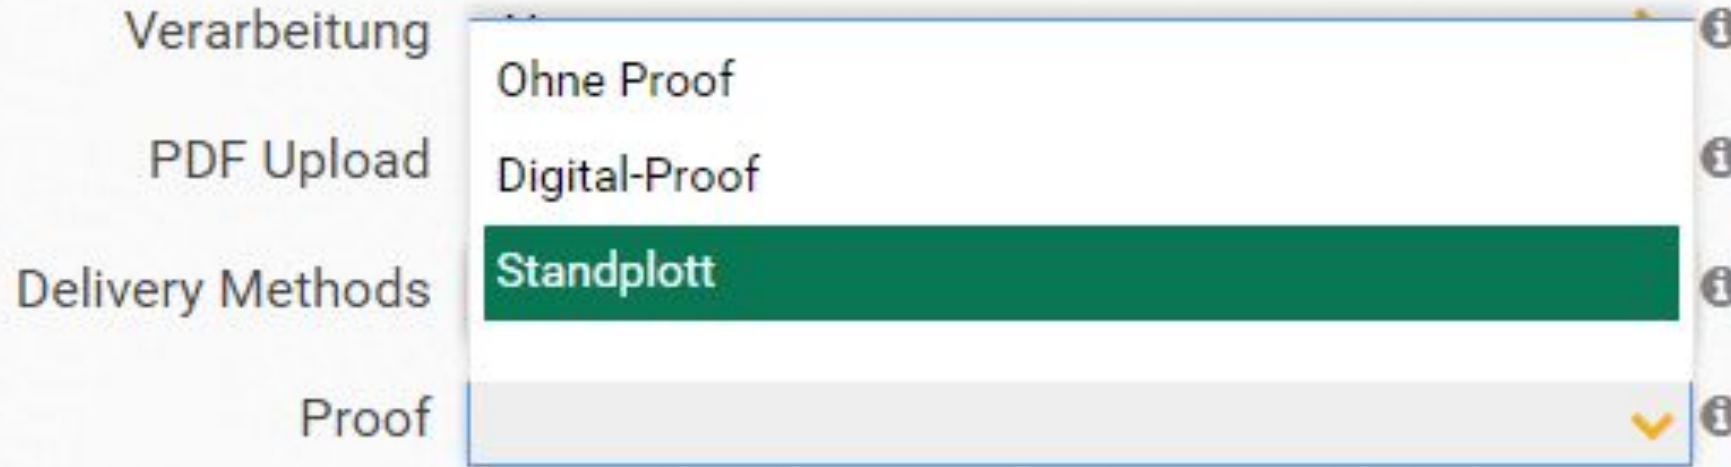 Verarbeitung
Ohne Proof
PDF Upload
Digital-Proof
Standplott
Delivery Methods
Proof